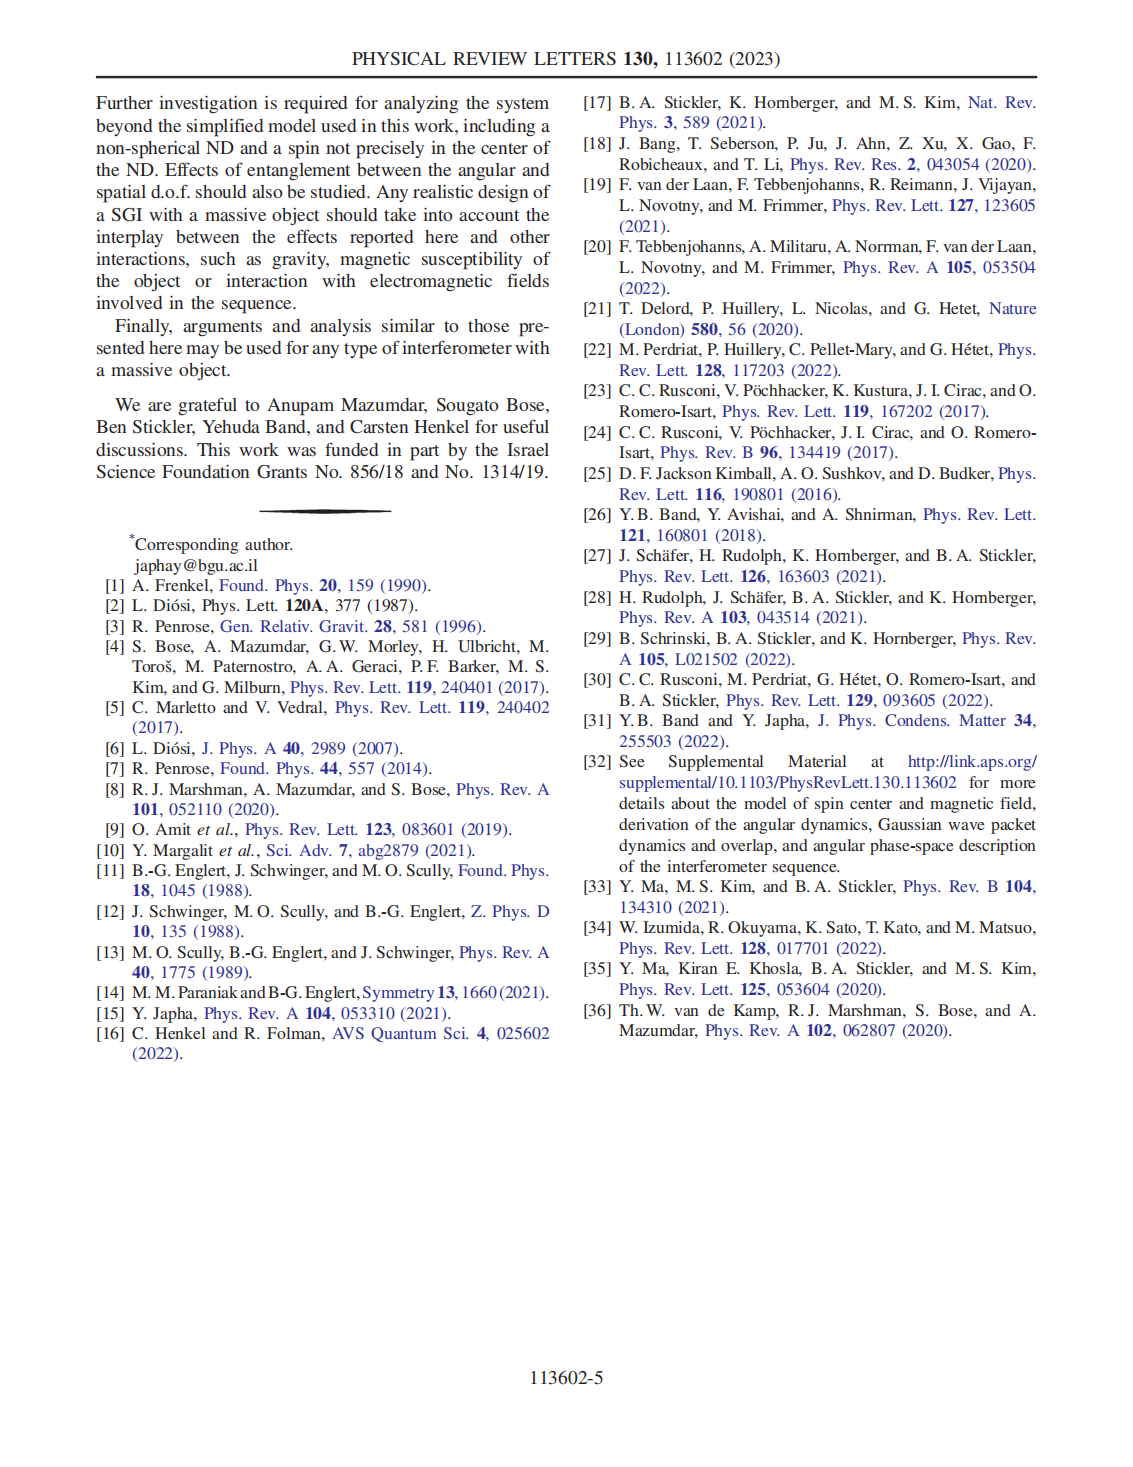 PHYSICAL REVIEW LETTERS 130, 113602 (2023)
Further investigation is required for analyzing the system
beyond the simplified model used in this work, including a
non-spherical ND and a spin not precisely in the center of
the ND. Effects of entanglement between the angular and
spatial d.o.f. should also be studied. Any realistic design of
a SGI with a massive object should take into account the
interplay between the effects reported here and other
interactions, such as gravity, magnetic susceptibility of
the object or interaction with electromagnetic fields
involved in the sequence.
Finally, arguments and analysis similar to those pre-
sented here may be used for any type of interferometer with
a massive object.
We are grateful to Anupam Mazumdar, Sougato Bose,
Ben Stickler, Yehuda Band, and Carsten Henkel for useful
discussions. This work was funded in part by the Israel
Science Foundation Grants No. 856/18 and No. 1314/19.
*Corresponding author.
japhay@bgu.ac.il
[1] A. Frenkel, Found. Phys. 20, 159 (1990).
[2] L. Diósi, Phys. Lett. 120A, 377 (1987).
[3] R. Penrose, Gen. Relativ. Gravit. 28, 581 (1996).
[4] S. Bose, A. Mazumdar, G. W. Morley, H. Ulbricht, M.
Toroš, M. Paternostro, A. A. Geraci, P. F. Barker, M. S.
Kim, and G. Milburn, Phys. Rev. Lett. 119, 240401 (2017).
[5] C. Marletto and V. Vedral, Phys. Rev. Lett. 119, 240402
(2017).
[6] L. Diósi, J. Phys. A 40, 2989 (2007).
[7] R. Penrose, Found. Phys. 44, 557 (2014).
[8] R. J. Marshman, A. Mazumdar, and S. Bose, Phys. Rev. A
101, 052110 (2020).
[9] O. Amit et al., Phys. Rev. Lett. 123, 083601 (2019).
[10] Y. Margalit et al., Sci. Adv. 7, abg2879 (2021).
[11] B.-G. Englert, J. Schwinger, and M. O. Scully, Found. Phys.
18, 1045 (1988).
[12] J. Schwinger, M. O. Scully, and B.-G. Englert, Z. Phys. D
10, 135 (1988).
[13] M. O. Scully, B.-G. Englert, and J. Schwinger, Phys. Rev. A
40, 1775 (1989).
[14] M. M. Paraniak and B-G. Englert, Symmetry 13, 1660 (2021).
[15] Y. Japha, Phys. Rev. A 104, 053310 (2021).
[16] C. Henkel and R. Folman, AVS Quantum Sci. 4, 025602
(2022).
[17] B. A. Stickler, K. Hornberger, and M. S. Kim, Nat. Rev.
Phys. 3, 589 (2021).
[18] J. Bang, T. Seberson, P. Ju, J. Ahn, Z. Xu, X. Gao, F.
Robicheaux, and T. Li, Phys. Rev. Res. 2, 043054 (2020).
[19] F. van der Laan, F. Tebbenjohanns, R. Reimann, J. Vijayan,
L. Novotny, and M. Frimmer, Phys. Rev. Lett. 127, 123605
(2021).
[20] F. Tebbenjohanns, A. Militaru, A. Norrman, F. van der Laan,
L. Novotny, and M. Frimmer, Phys. Rev. A 105, 053504
(2022).
[21] T. Delord, P. Huillery, L. Nicolas, and G. Hetet, Nature
(London) 580, 56 (2020).
[22] M. Perdriat, P. Huillery, C. Pellet-Mary, and G. Hétet, Phys.
Rev. Lett. 128, 117203 (2022).
[23] C. C. Rusconi, V. Pöchhacker, K. Kustura, J. I. Cirac, and O.
Romero-Isart, Phys. Rev. Lett. 119, 167202 (2017).
[24] C. C. Rusconi, V. Pöchhacker, J. I. Cirac, and O. Romero-
Isart, Phys. Rev. B 96, 134419 (2017).
[25] D. F. Jackson Kimball, A. O. Sushkov, and D. Budker, Phys.
Rev. Lett. 116, 190801 (2016).
[26] Y. B. Band, Y. Avishai, and A. Shnirman, Phys. Rev. Lett.
121, 160801 (2018).
[27] J. Schäfer, H. Rudolph, K. Hornberger, and B. A. Stickler,
Phys. Rev. Lett. 126, 163603 (2021).
[28] H. Rudolph, J. Schäfer, B. A. Stickler, and K. Hornberger,
Phys. Rev. A 103, 043514 (2021).
[29] B. Schrinski, B. A. Stickler, and K. Hornberger, Phys. Rev.
A 105, L021502 (2022).
[30] C. C. Rusconi, M. Perdriat, G. Hétet, O. Romero-Isart, and
B. A. Stickler, Phys. Rev. Lett. 129, 093605 (2022).
[31] Y. B. Band and Y. Japha, J. Phys. Condens. Matter 34,
255503 (2022).
[32] See Supplemental Material at http://link.aps.org/
supplemental/10.1103/PhysRevLett.130.113602 for more
details about the model of spin center and magnetic field,
derivation of the angular dynamics, Gaussian wave packet
dynamics and overlap, and angular phase-space description
of the interferometer sequence.
[33] Y. Ma, M. S. Kim, and B. A. Stickler, Phys. Rev. B 104,
134310 (2021).
[34] W. Izumida, R. Okuyama, K. Sato, T. Kato, and M. Matsuo,
Phys. Rev. Lett. 128, 017701 (2022).
[35] Y. Ma, Kiran E. Khosla, B. A. Stickler, and M. S. Kim,
Phys. Rev. Lett. 125, 053604 (2020).
[36] Th. W. van de Kamp, R. J. Marshman, S. Bose, and A.
Mazumdar, Phys. Rev. A 102, 062807 (2020).
113602-5